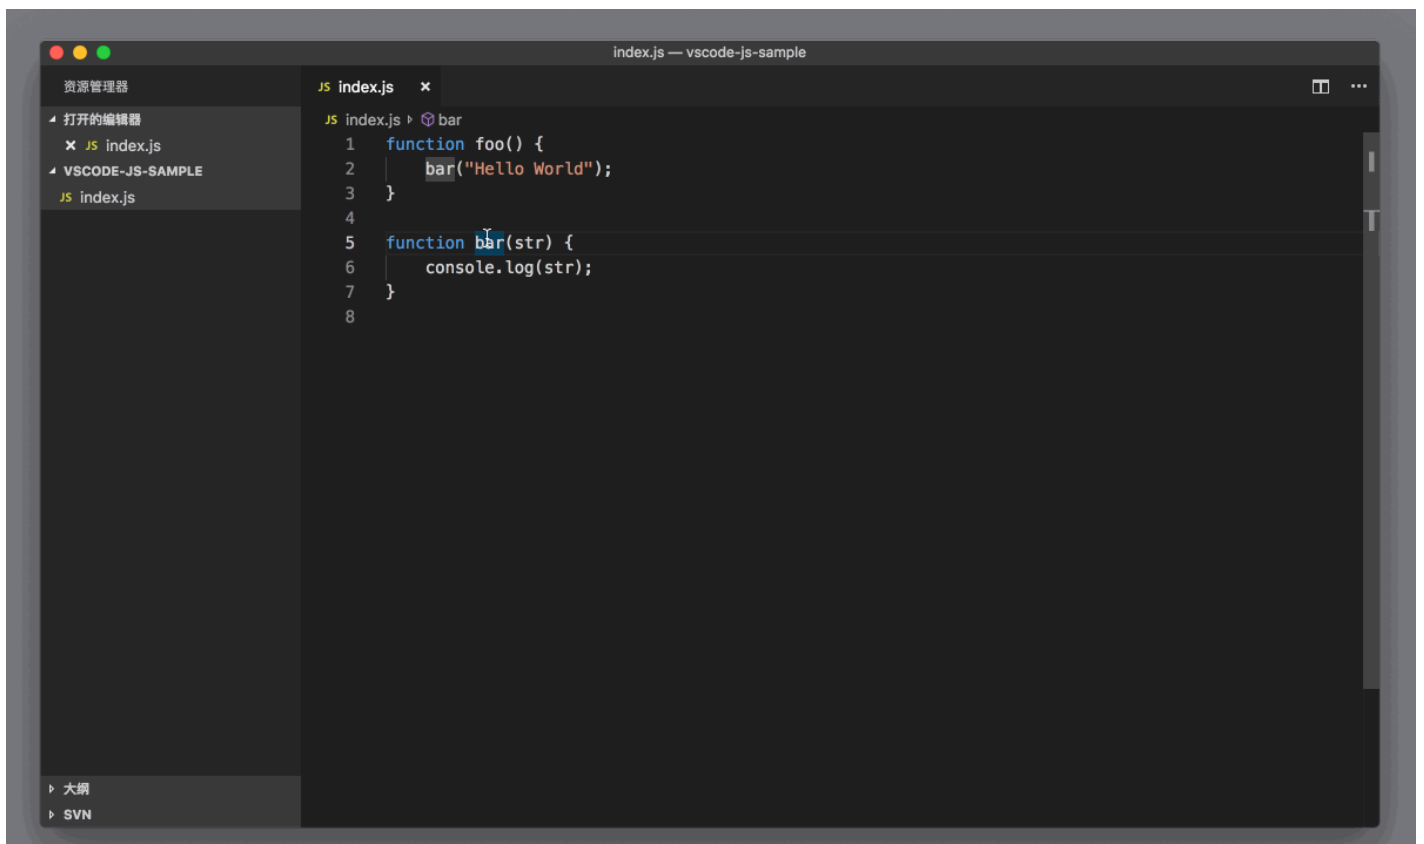 index.js — vscode-js-sample
资源管理器
打开的编辑器
JS index.js
VSCODE-JS-SAMPLE
JS index.js
大纲
SVN
JS index.js
JS index.js bar
1 function foo() {
2     bar("Hello World");
3 }
4
5 function bar(str) {
6     console.log(str);
7 }
8